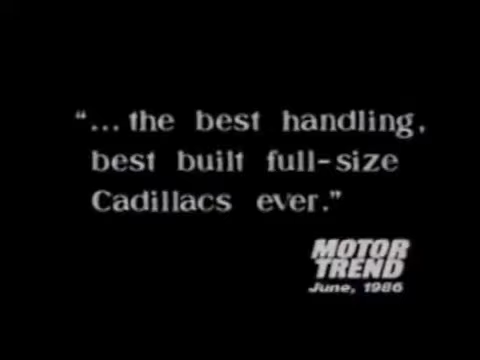 "...the best handling,
best built full-size
Cadillacs ever."
MOTOR
TREND
June, 1986